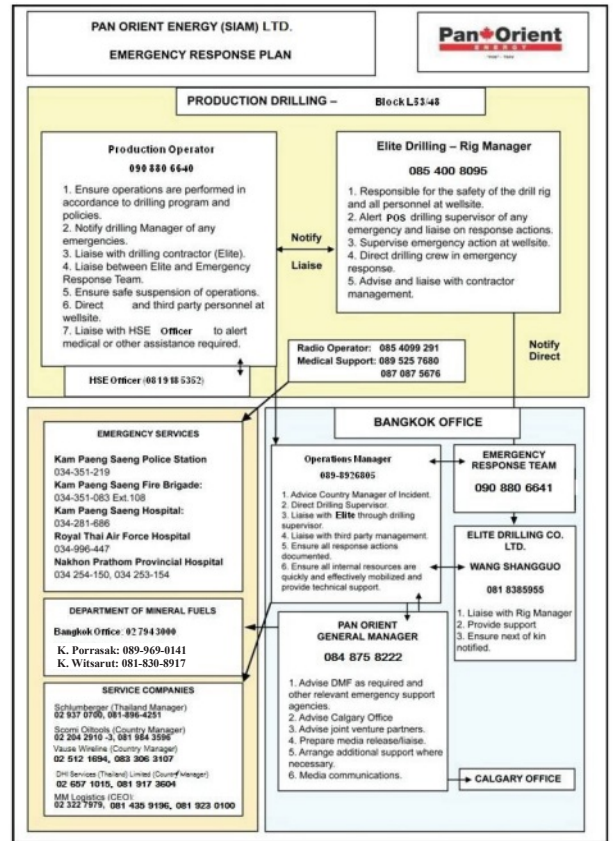 PAN ORIENT ENERGY (SIAM) LTD.
EMERGENCY RESPONSE PLAN
Pan Orient
ENERGY
PRODUCTION DRILLING – Block L53/48
Production Operator
090 880 6640
1. Ensure operations are performed in
accordance to drilling program and
policies.
2. Notify drilling Manager of any
emergencies.
3. Liaise with drilling contractor (Elite).
4. Liaise between Elite and Emergency
Response Team.
5. Ensure safe suspension of operations.
6. Direct and third party personnel at
wellsite.
7. Liaise with HSE Officer to alert
medical or other assistance required.
HSE Officer (0819185352)
Notify
Liaise
Elite Drilling – Rig Manager
085 400 8095
1. Responsible for the safety of the drill rig
and all personnel at wellsite.
2. Alert POS drilling supervisor of any
emergency and liaise on response actions.
3. Supervise emergency action at wellsite.
4. Direct drilling crew in emergency
response.
5. Advise and liaise with contractor
management.
Notify
Direct
Radio Operator: 085 4099 291
Medical Support: 089 525 7680
087 087 5676
EMERGENCY SERVICES
Kam Paeng Saeng Police Station
034-351-219
Kam Paeng Saeng Fire Brigade:
034-351-083 Ext.108
Kam Paeng Saeng Hospital:
034-281-686
Royal Thai Air Force Hospital
034-996-447
Nakhon Prathom Provincial Hospital
034 254-150, 034 253-154
DEPARTMENT OF MINERAL FUELS
Bangkok Office: 02 794 3000
K. Porrasak: 089-969-0141
K. Witsarut: 081-830-8917
SERVICE COMPANIES
Schlumberger (Thailand Manager)
02 937 0700, 081-896-4251
Scomi Oiltools (Country Manager)
02 204 2910 -3, 081 984 3596
Vause Wireline (Country Manager)
02 512 1694, 083 306 3107
DHI Services (Thailand) Limited (Country Manager)
02 657 1015, 081 917 3604
MM Logistics (CEO):
02 322 7979, 081 435 9196, 081 923 0100
BANGKOK OFFICE
Operations Manager
089-8926805
1. Advice Country Manager of Incident.
2. Direct Drilling Supervisor.
3. Liaise with Elite through drilling
supervisor.
4. Liaise with third party management.
5. Ensure all response actions
documented.
6. Ensure all internal resources are
quickly and effectively mobilized and
provide technical support.
EMERGENCY
RESPONSE TEAM
090 880 6641
ELITE DRILLING CO.
LTD.
WANG SHANGGUO
081 8385955
1. Liaise with Rig Manager
2. Provide support
3. Ensure next of kin
notified.
PAN ORIENT
GENERAL MANAGER
084 875 8222
1. Advise DMF as required and
other relevant emergency support
agencies.
2. Advise Calgary Office
3. Advise joint venture partners.
4. Prepare media release/liaise.
5. Arrange additional support where
necessary.
6. Media communications.
CALGARY OFFICE